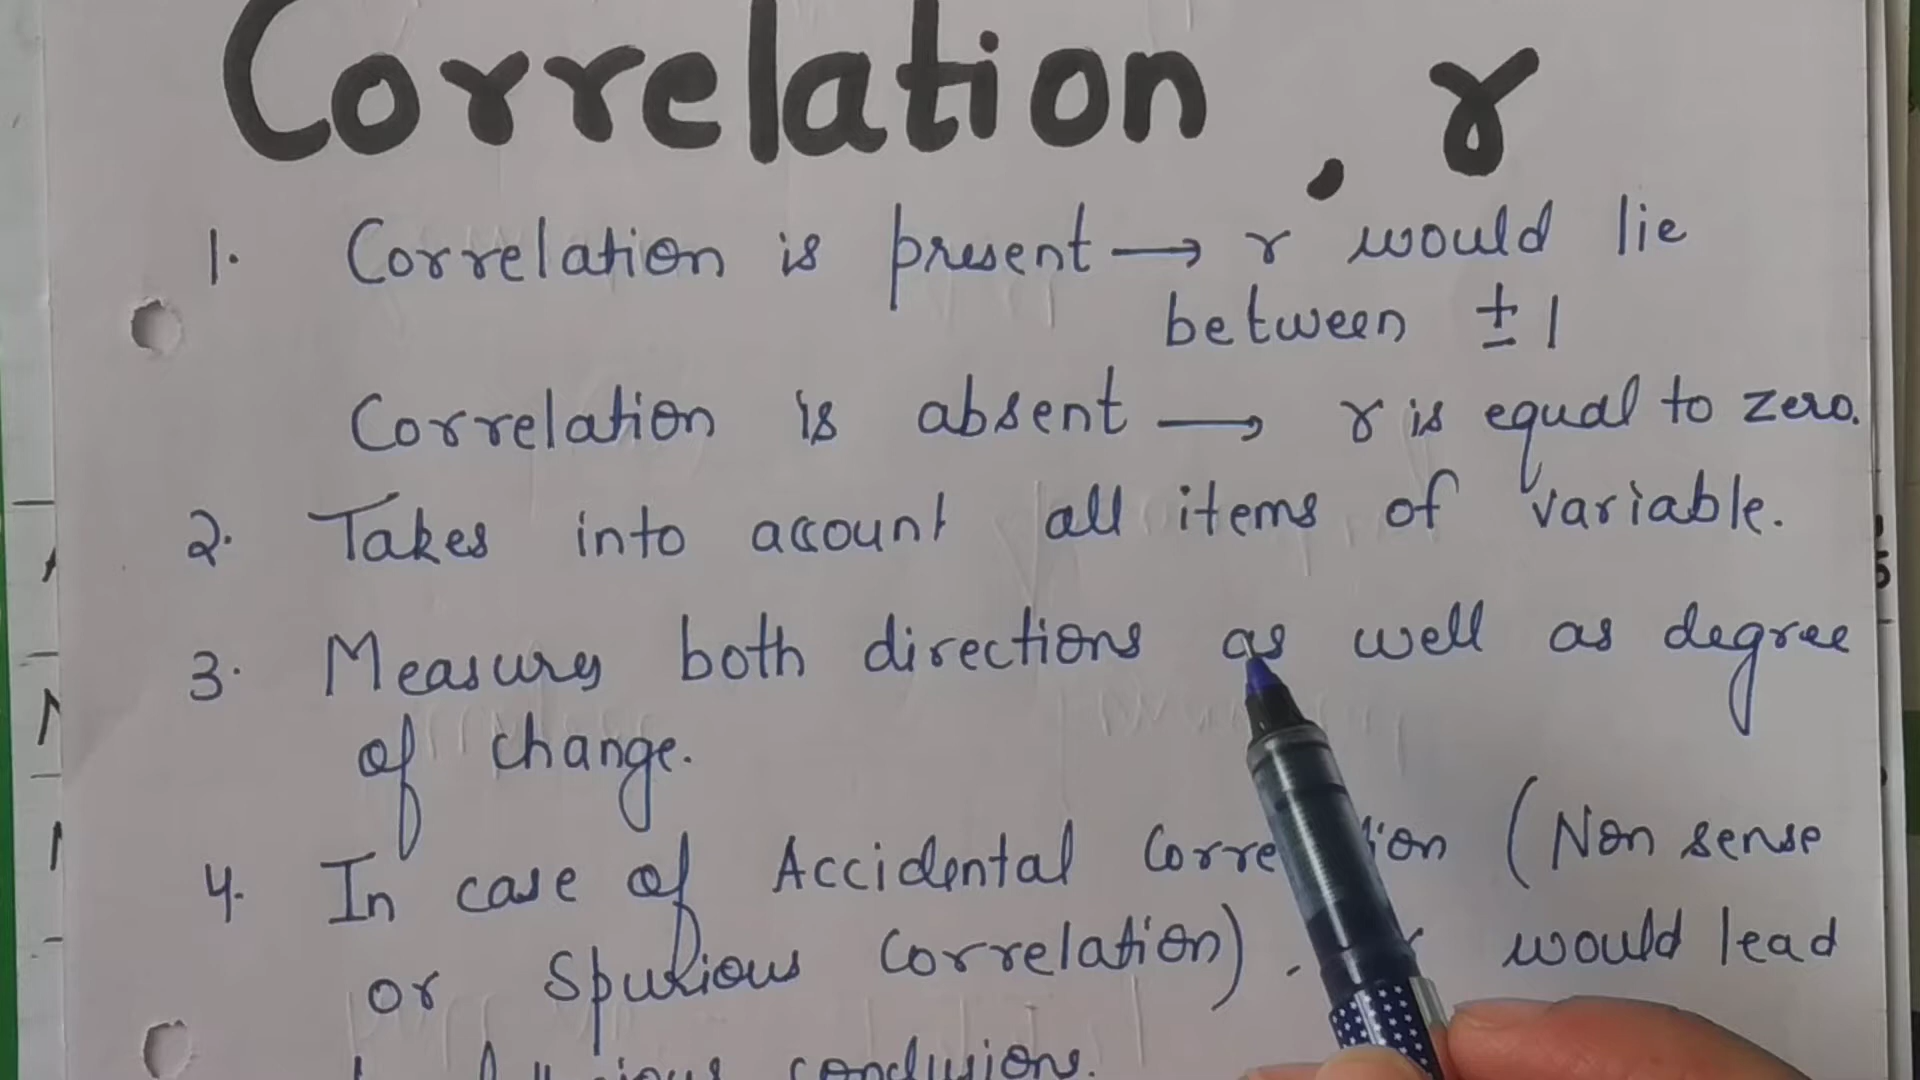 Correlation, r
1. Correlation is present → r would lie
between ± 1
Correlation is absent → r is equal to zero.
2. Takes into account all items of variable.
3. Measures both directions as well as degree
of change.
4. In case of Accidental (Non sense
or Spurious Correlation), would lead
conclusions.